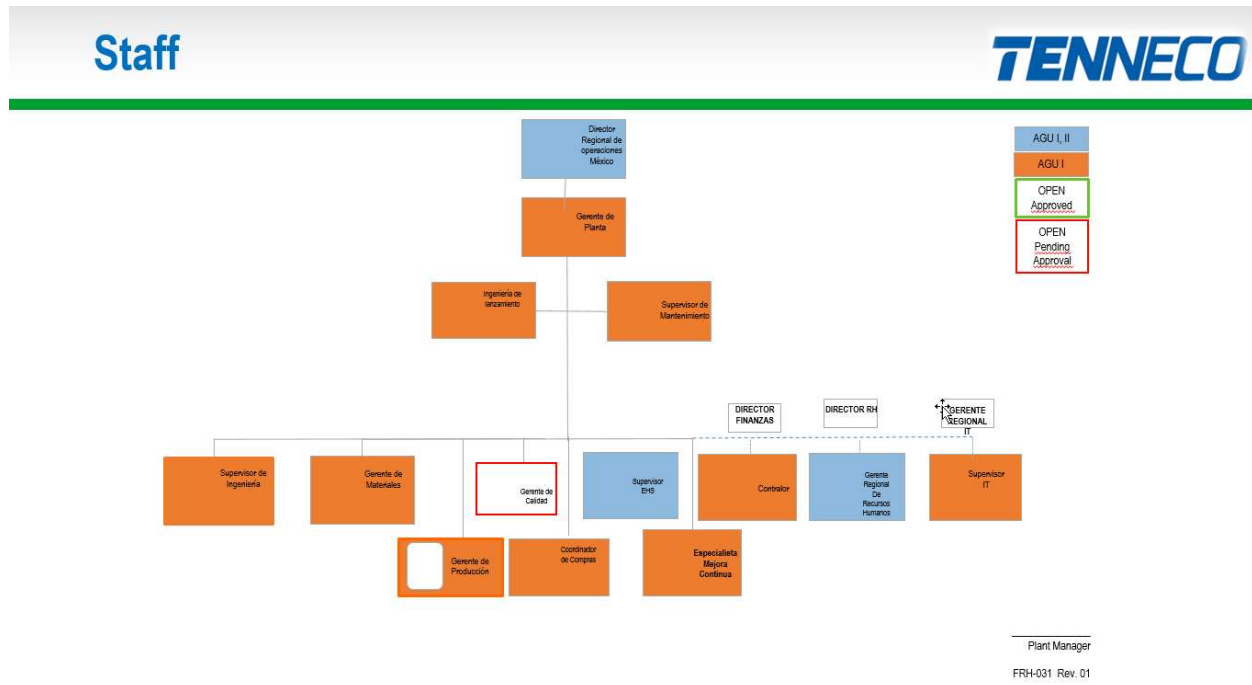 Staff
TENNECO
Director
Regional de
operaciones
México
AGU I, II
AGU I
OPEN
Approved
OPEN
Pending
Approval
Gerente de
Planta
Ingeniería de
lanzamiento
Supervisor de
Mantenimiento
DIRECTOR
FINANZAS
DIRECTOR RH
GERENTE
REGIONAL
IT
Supervisor de
Ingeniería
Gerente de
Materiales
Gerente de
Calidad
Supervisor
EHS
Contralor
Gerente
Regional
De
Recursos
Humanos
Supervisor
IT
Gerente de
Producción
Coordinador
de Compras
Especialista
Mejora
Continua
Plant Manager
FRH-031 Rev. 01